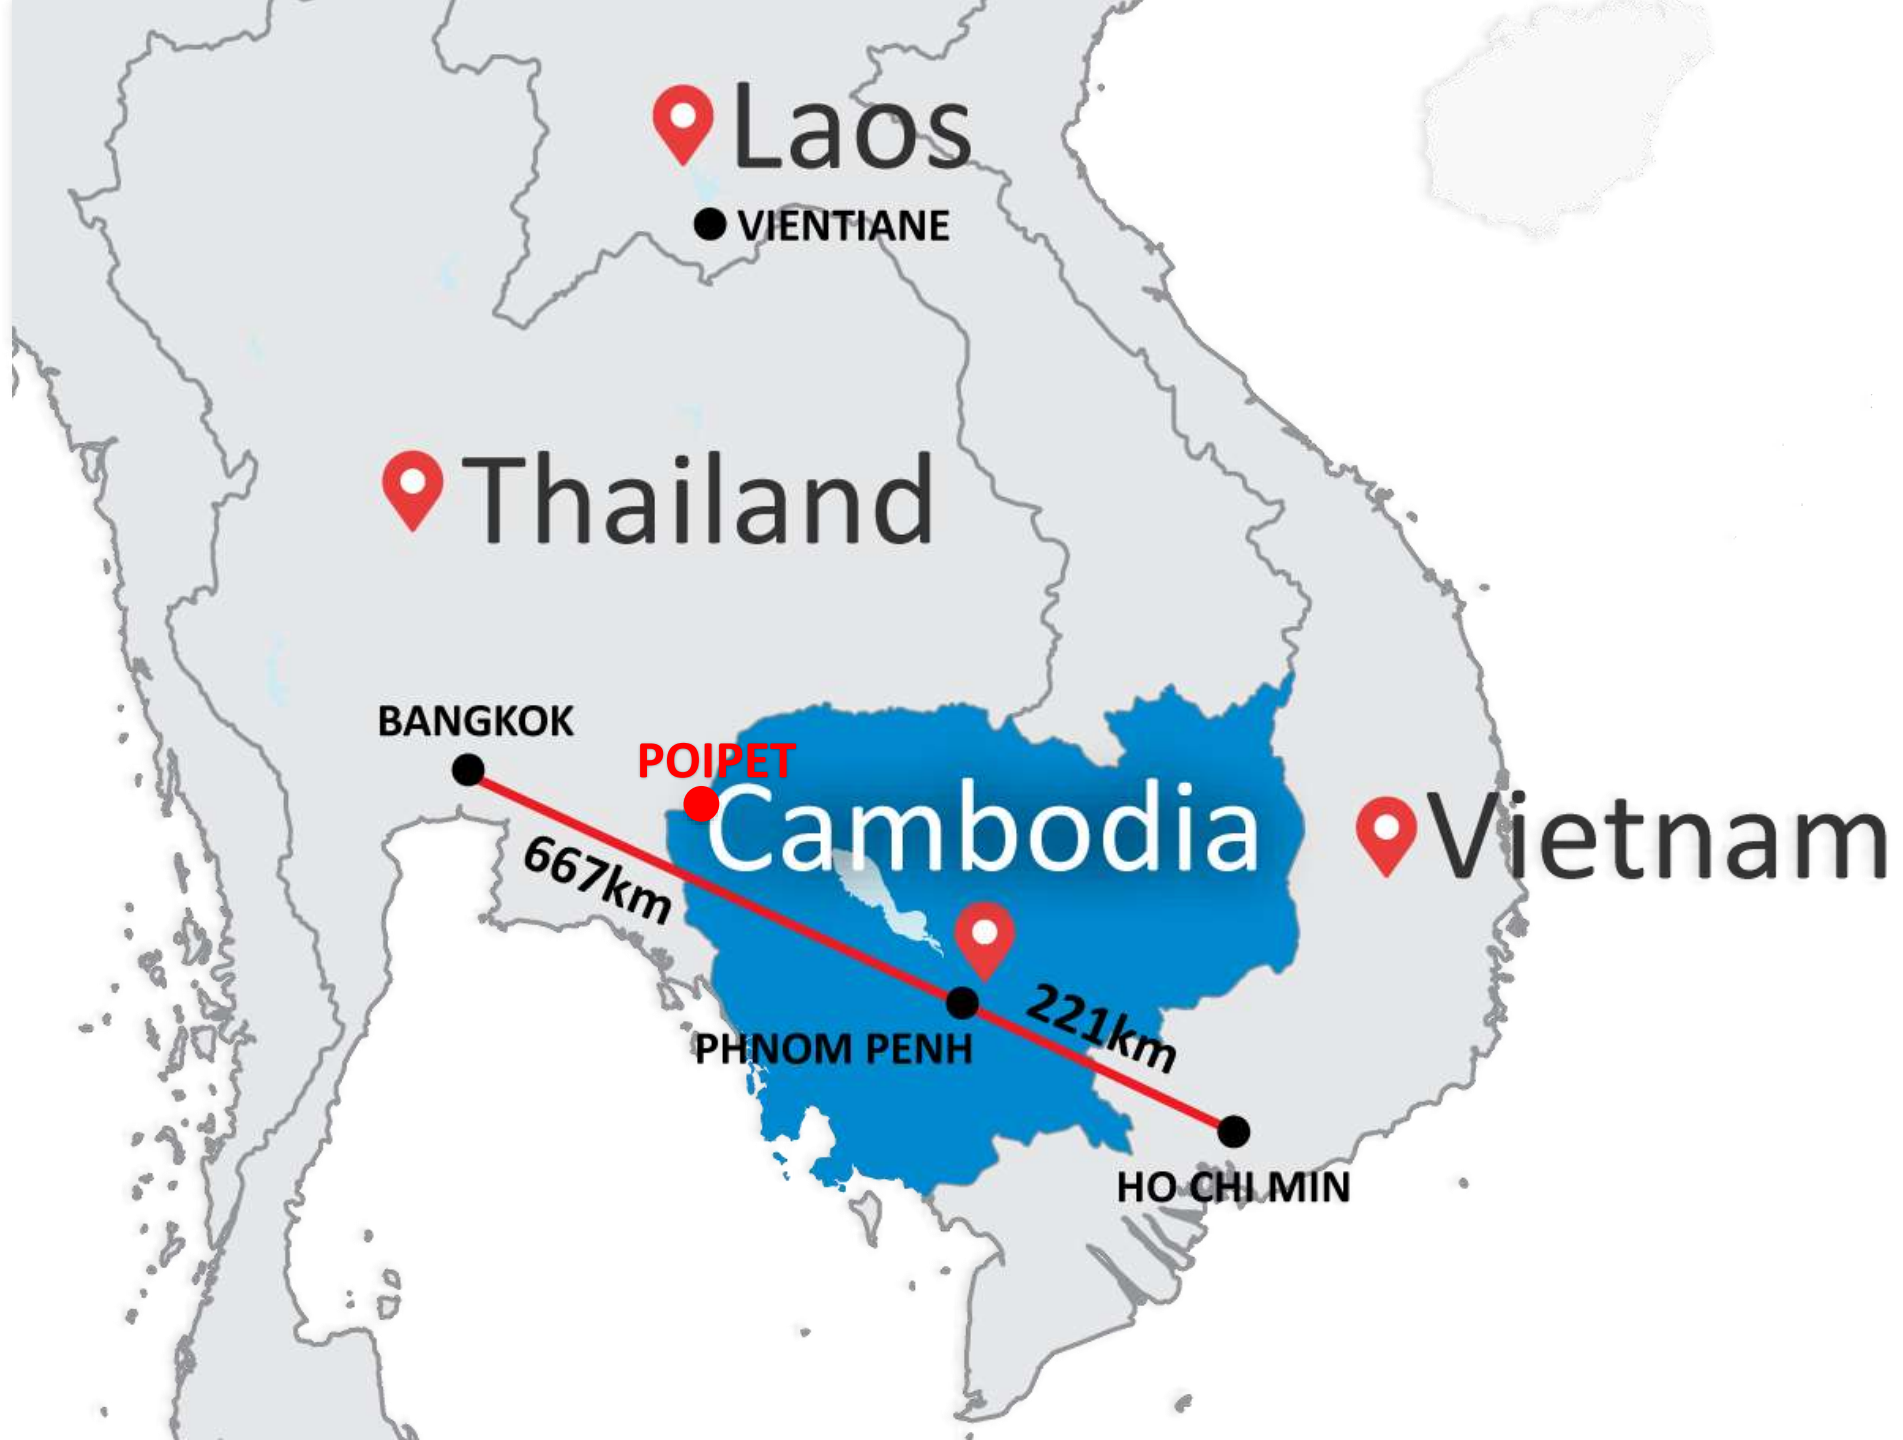 Laos
VIENTIANE
Thailand
BANGKOK
POIPET
Cambodia
Vietnam
667km
221km
PHNOM PENH
HO CHI MIN